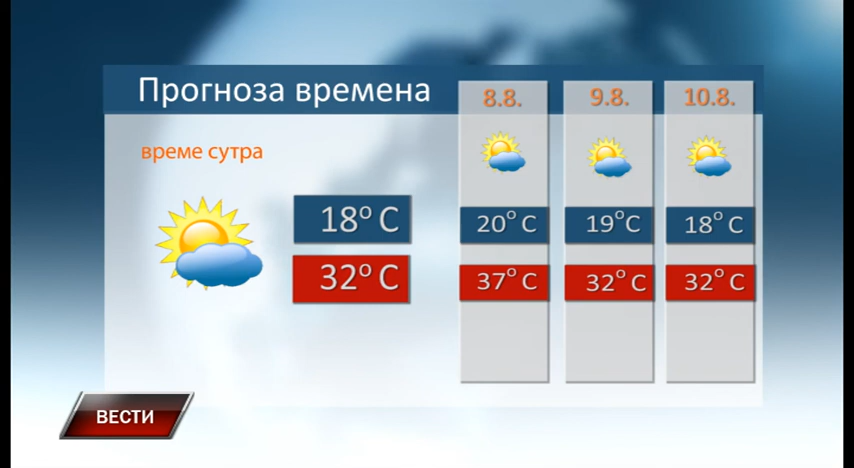 Прогноза времена
време сутра
18° C
32° C
8.8.
20° C
37° C
9.8.
19°C
32° C
10.8.
18° C
32° C
ВЕСТИ